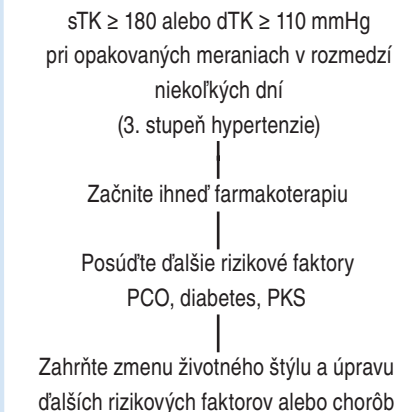 sTK ≥ 180 alebo dTK ≥ 110 mmHg
pri opakovaných meraniach v rozmedzí
niekoľkých dní
(3. stupeň hypertenzie)
Začnite ihneď farmakoterapiu
Posúďte ďalšie rizikové faktory
PCO, diabetes, PKS
Zahrňte zmenu životného štýlu a úpravu
ďalších rizikových faktorov alebo chorôb